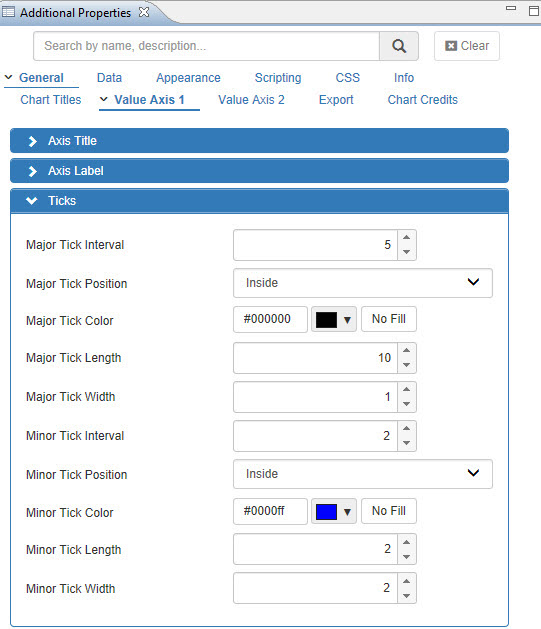 Additional Properties
Search by name, description... Clear
General Data Appearance Scripting CSS Info
Chart Titles Value Axis 1 Value Axis 2 Export Chart Credits
Axis Title
Axis Label
Ticks
Major Tick Interval 5
Major Tick Position Inside
Major Tick Color #000000 No Fill
Major Tick Length 10
Major Tick Width 1
Minor Tick Interval 2
Minor Tick Position Inside
Minor Tick Color #0000ff No Fill
Minor Tick Length 2
Minor Tick Width 2